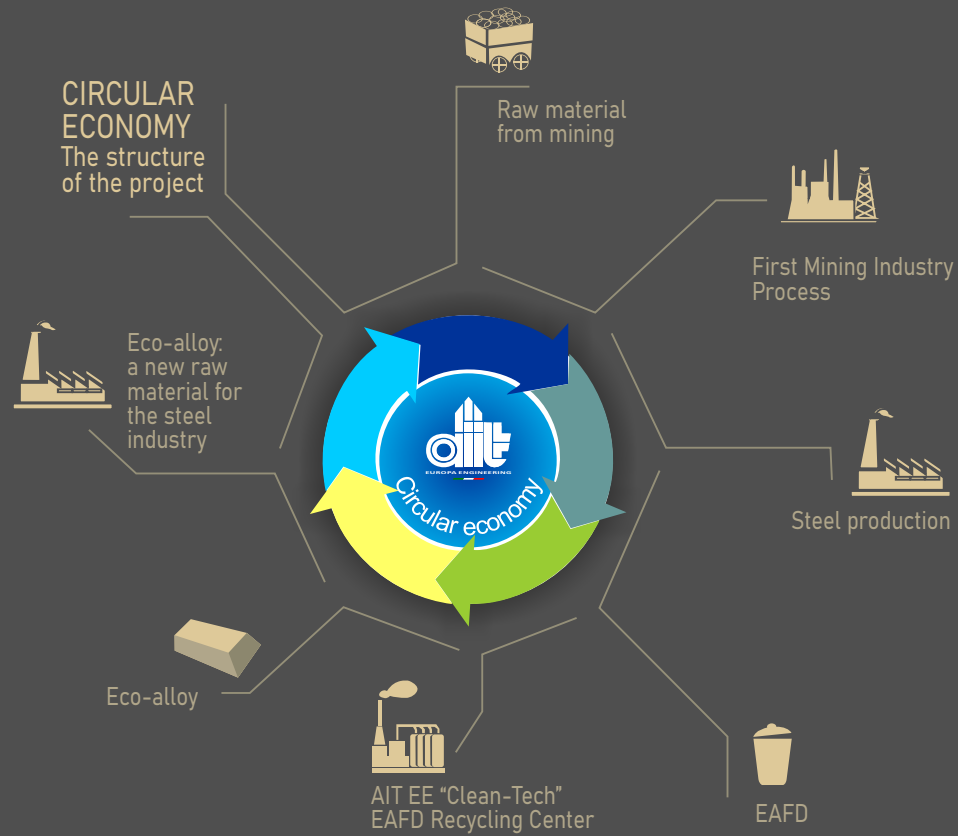 CIRCULAR
ECONOMY
The structure
of the project
Raw material
from mining
First Mining Industry
Process
Steel production
EAFD
AIT EE “Clean-Tech”
EAFD Recycling Center
Eco-alloy
Eco-alloy:
a new raw
material for
the steel
industry
ait
EUROPA ENGINEERING
Circular economy